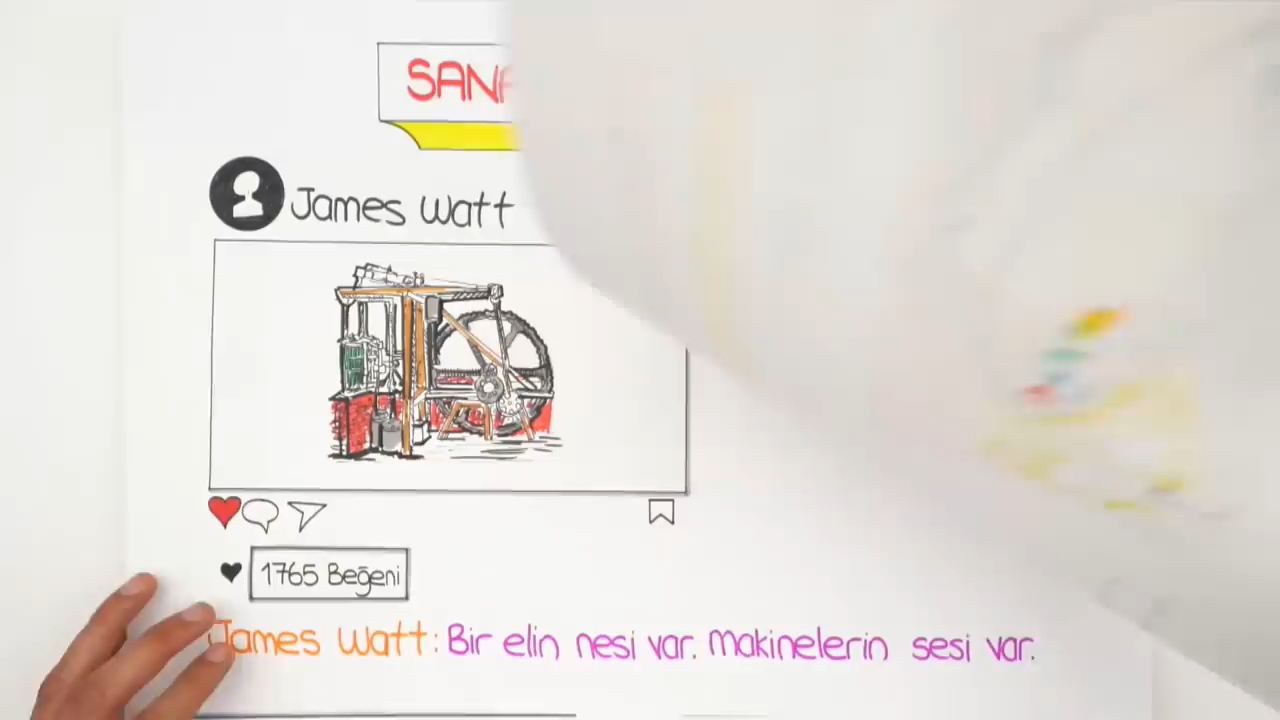 James Watt
1765 Beğeni
James Watt: Bir elin nesi var. Makinelerin sesi var.